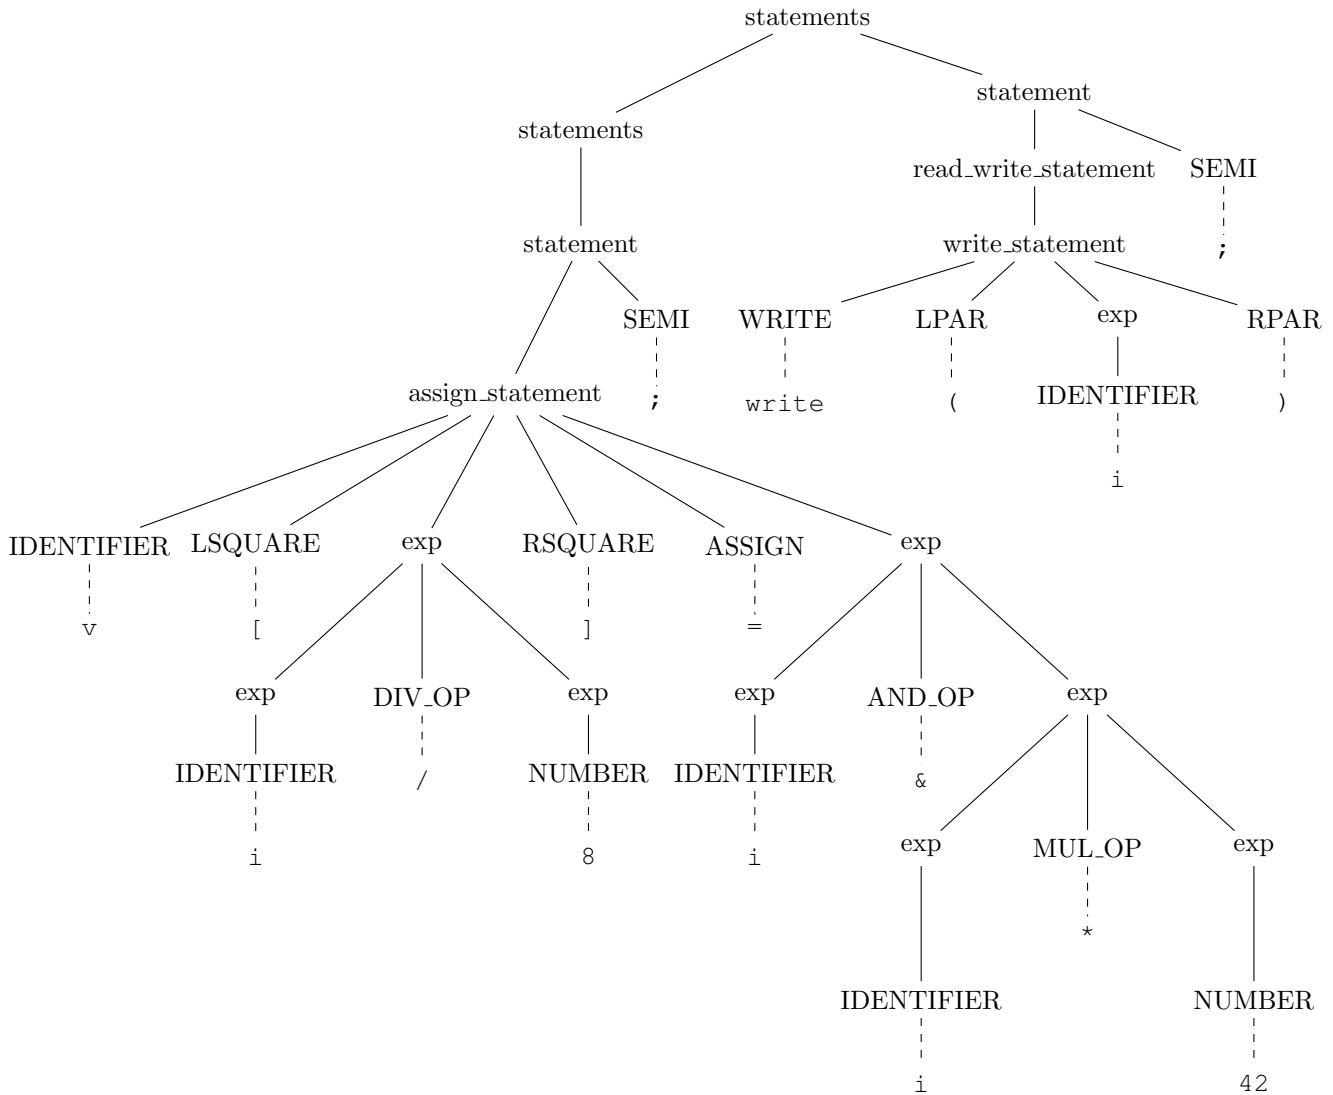 statements
statement
statements
read_write_statement SEMI
statement write_statement ;
SEMI WRITE LPAR exp RPAR
assign_statement ; write ( IDENTIFIER )
i
IDENTIFIER LSQUARE exp RSQUARE ASSIGN exp
v [ ] =
exp DIV_OP exp exp AND_OP exp
IDENTIFIER / NUMBER IDENTIFIER &
i 8 i exp MUL_OP exp
*
IDENTIFIER NUMBER
i 42